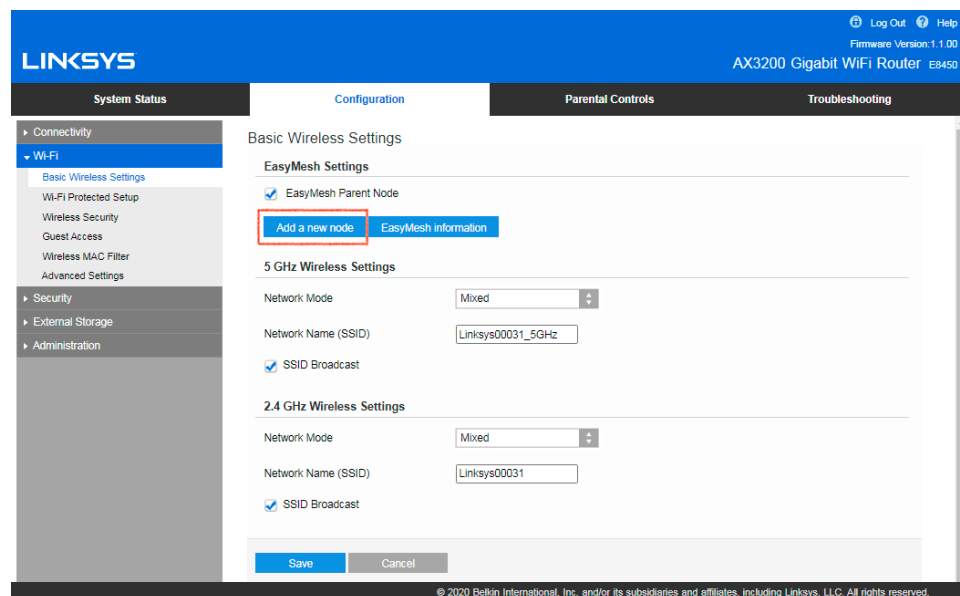 Log Out Help
Firmware Version:1.1.00
LINKSYS
AX3200 Gigabit WiFi Router E8450
System Status Configuration Parental Controls Troubleshooting
Connectivity
Wi-Fi
Basic Wireless Settings
Wi-Fi Protected Setup
Wireless Security
Guest Access
Wireless MAC Filter
Advanced Settings
Security
External Storage
Administration
Basic Wireless Settings
EasyMesh Settings
EasyMesh Parent Node
Add a new node EasyMesh information
5 GHz Wireless Settings
Network Mode Mixed
Network Name (SSID) Linksys00031_5GHz
SSID Broadcast
2.4 GHz Wireless Settings
Network Mode Mixed
Network Name (SSID) Linksys00031
SSID Broadcast
Save Cancel
© 2020 Belkin International, Inc. and/or its subsidiaries and affiliates, including Linksys, LLC. All rights reserved.